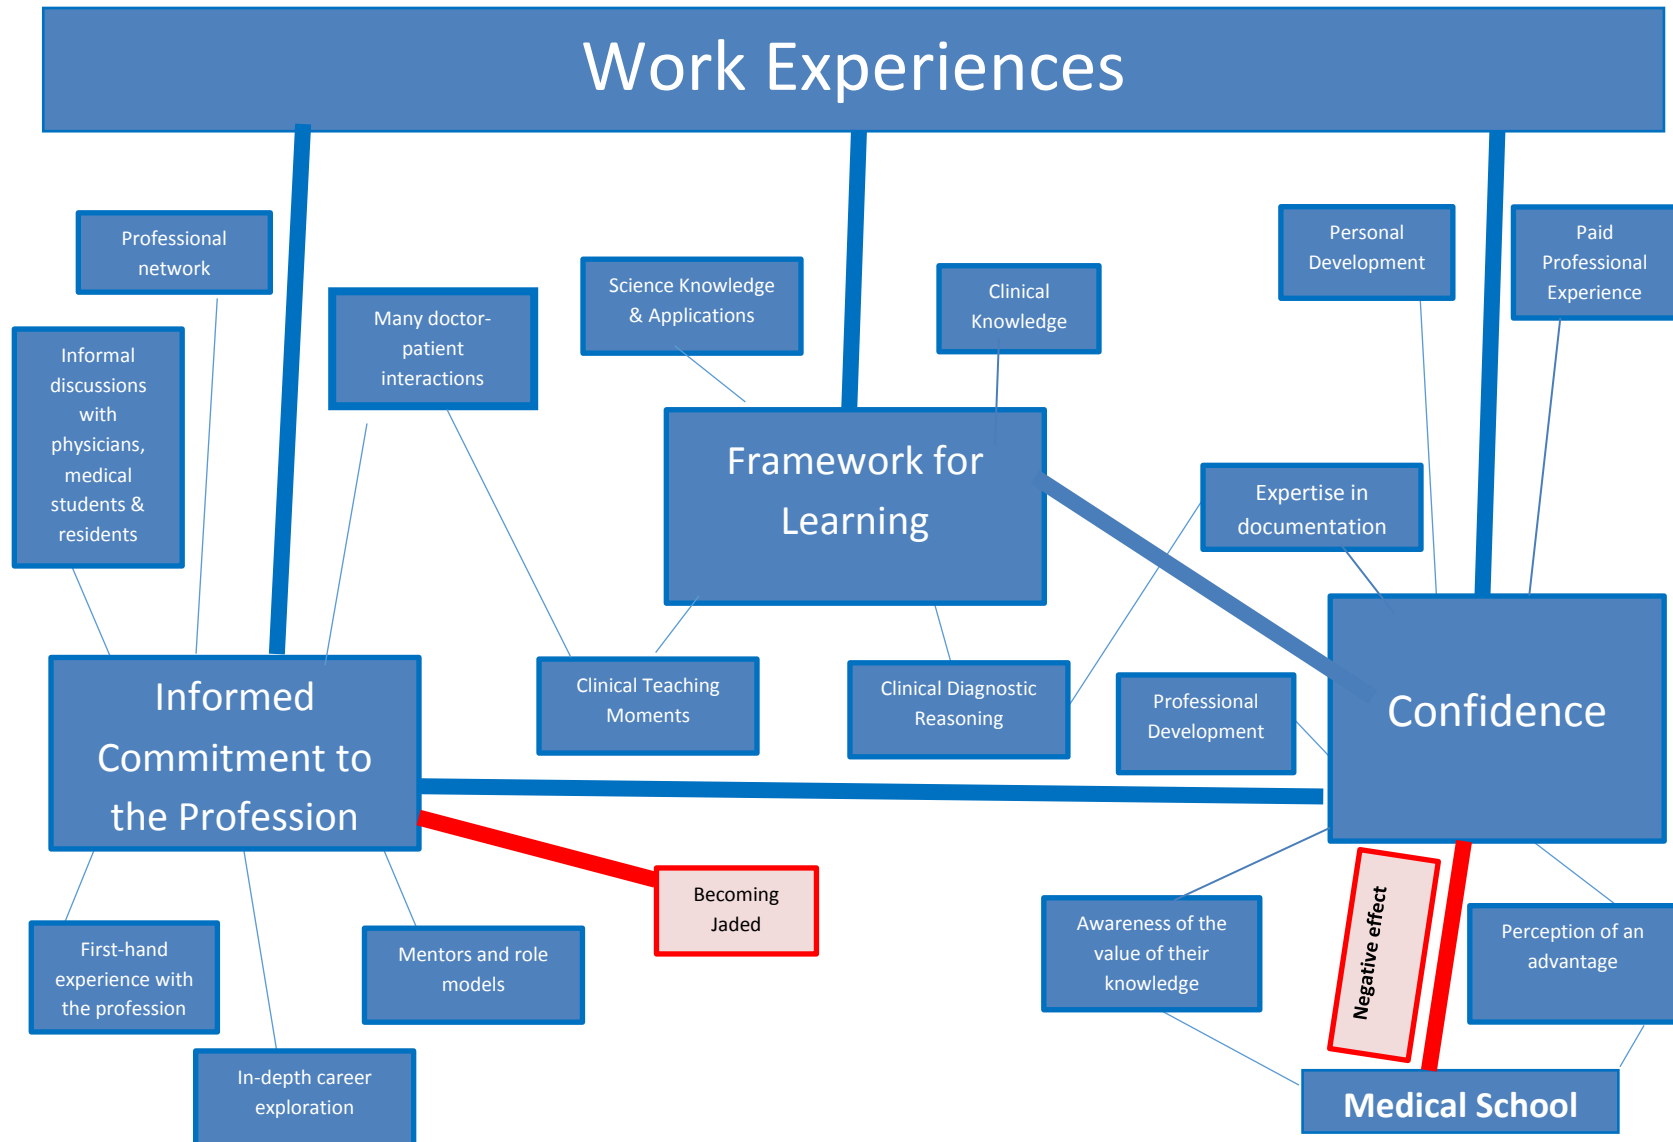 Work Experiences
Professional
network
Personal
Development
Paid
Professional
Experience
Science Knowledge
& Applications
Clinical
Knowledge
Many doctor-
patient
interactions
Informal
discussions
with
physicians,
medical
students &
residents
Framework for
Learning
Expertise in
documentation
Informed
Commitment to
the Profession
Clinical Teaching
Moments
Clinical Diagnostic
Reasoning
Professional
Development
Confidence
Becoming
Jaded
First-hand
experience with
the profession
Mentors and role
models
In-depth career
exploration
Awareness of the
value of their
knowledge
Negative effect
Perception of an
advantage
Medical School